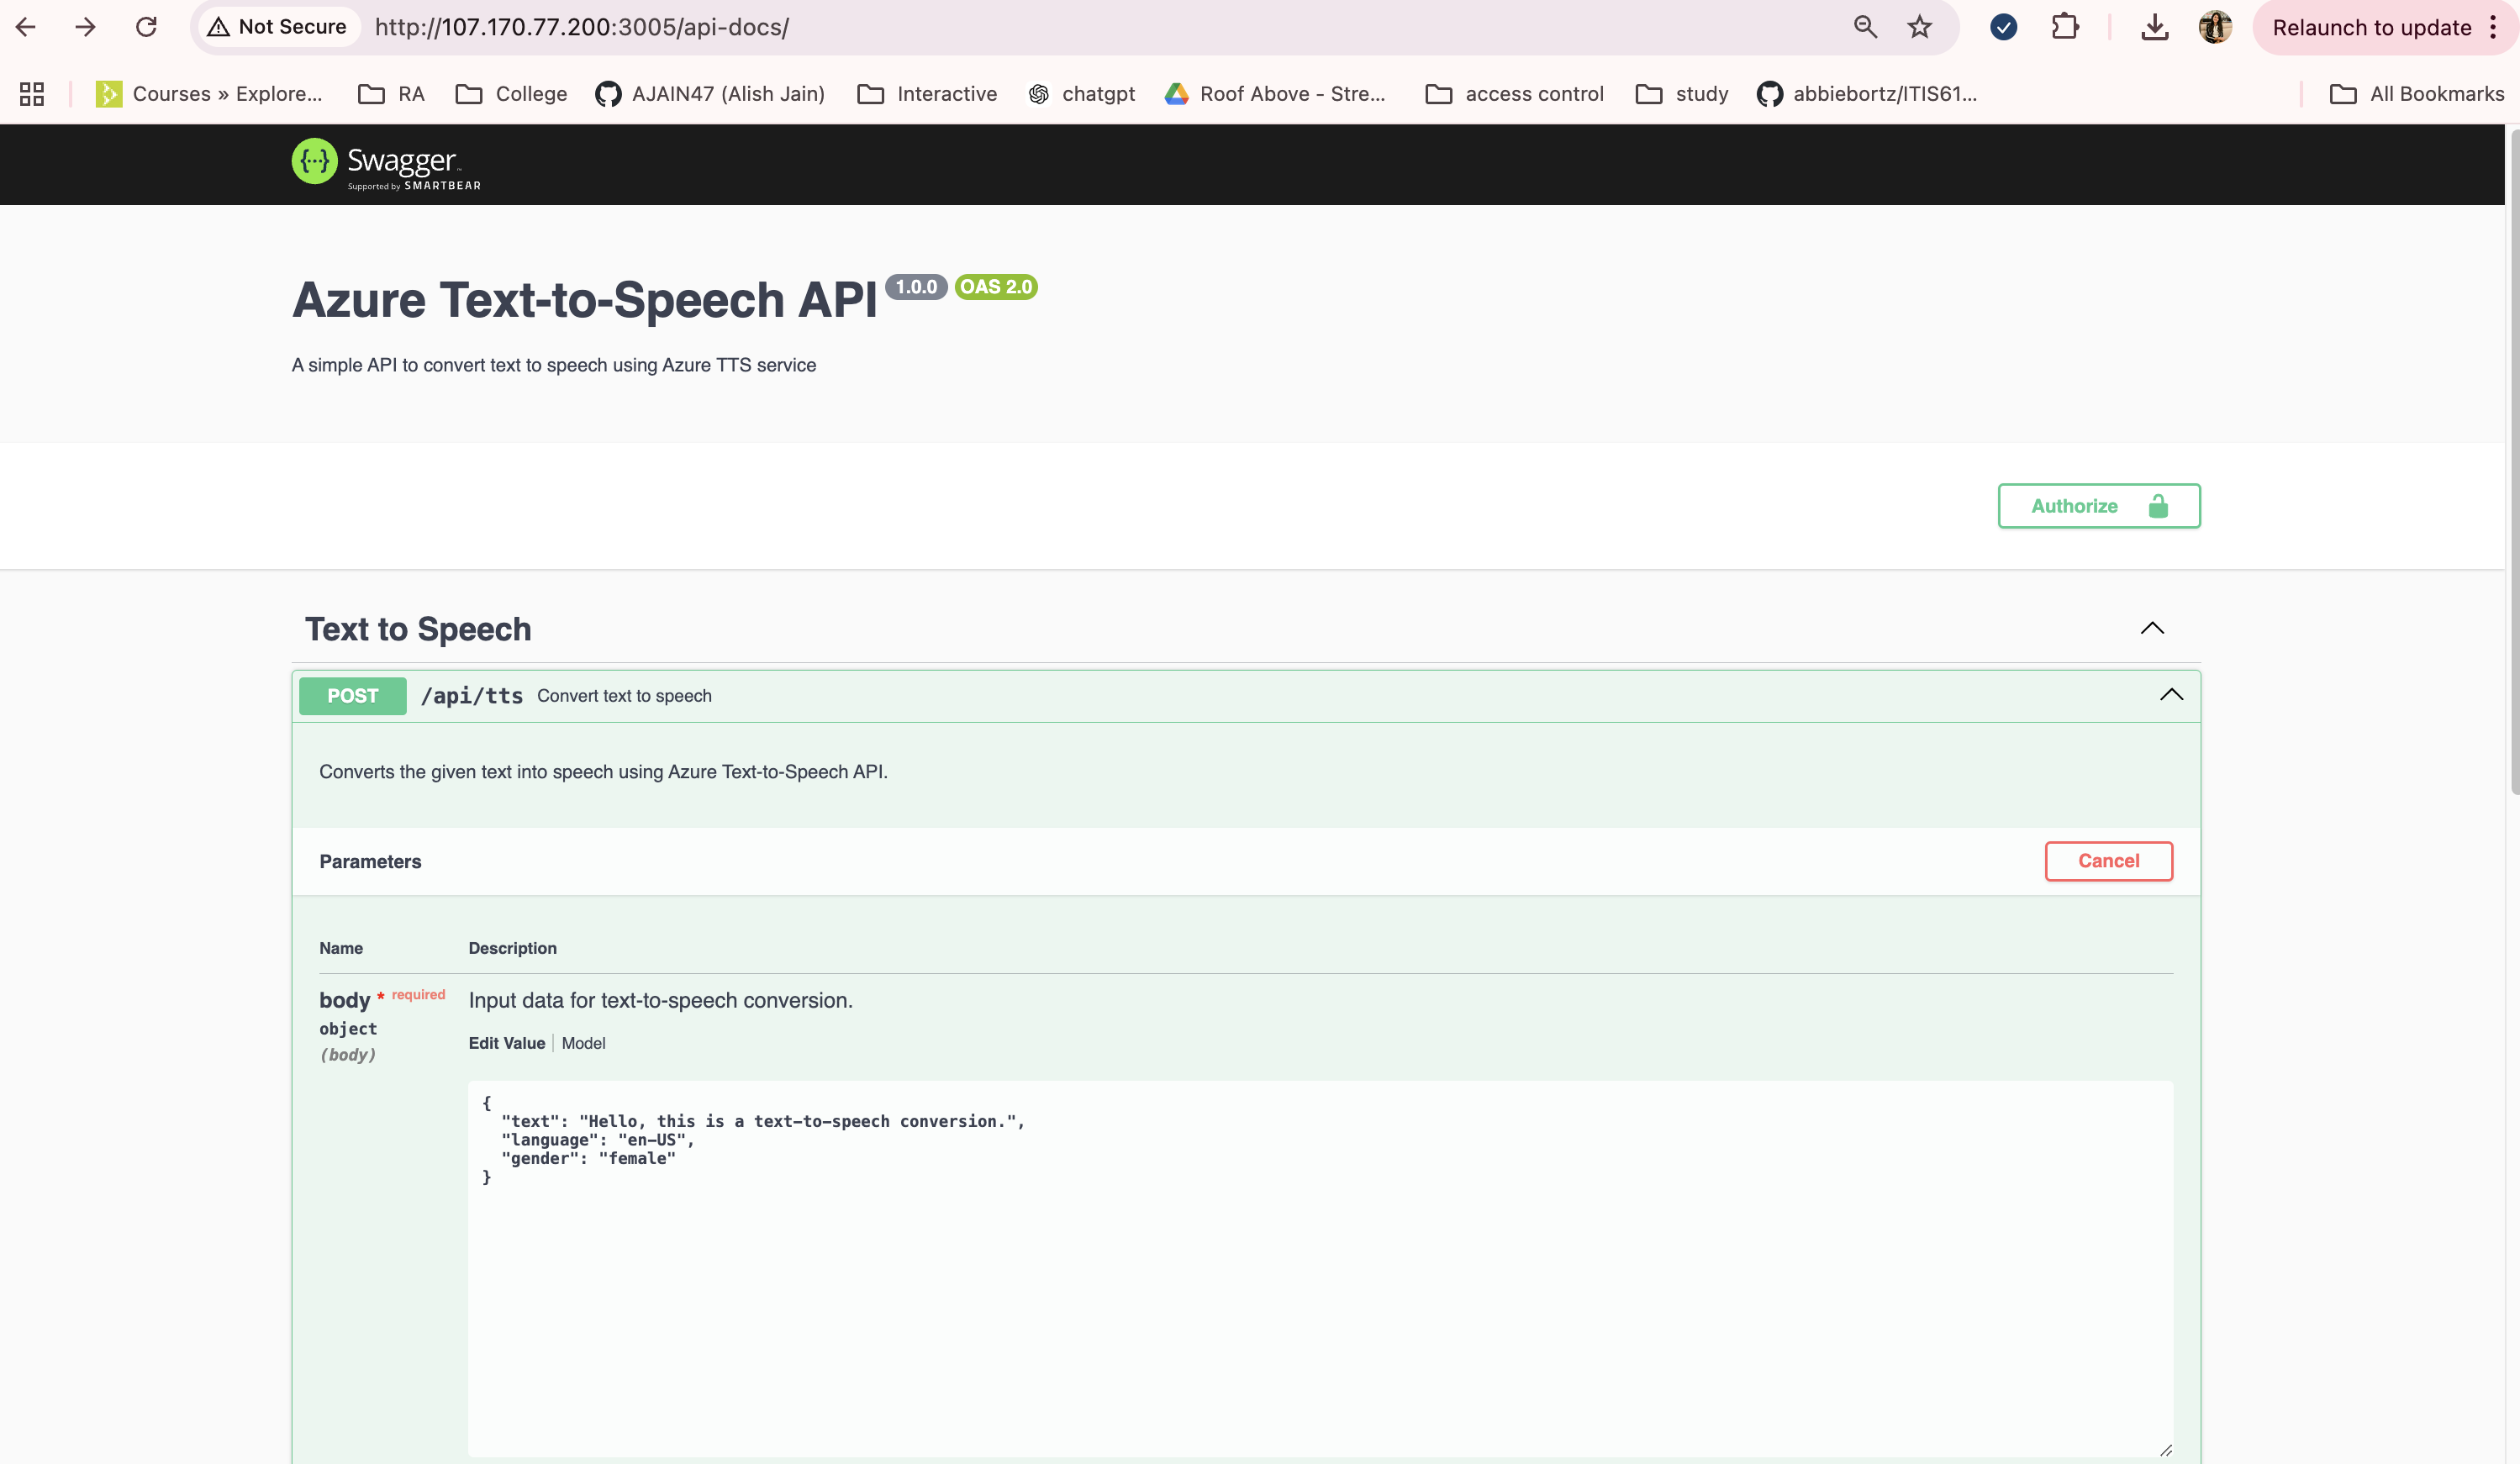 Not Secure http://107.170.77.200:3005/api-docs/ Relaunch to update
Courses » Explore... RA College AJAIN47 (Alish Jain) Interactive chatgpt Roof Above - Stre... access control study abbiebortz/ITIS61... All Bookmarks
{...} Swagger
Supported by SMARTBEAR
Azure Text-to-Speech API 1.0.0 OAS 2.0
A simple API to convert text to speech using Azure TTS service
Authorize
Text to Speech
POST /api/tts Convert text to speech
Converts the given text into speech using Azure Text-to-Speech API.
Parameters Cancel
Name Description
body * required Input data for text-to-speech conversion.
object
(body)
Edit Value Model
{
"text": "Hello, this is a text-to-speech conversion.",
"language": "en-US",
"gender": "female"
}